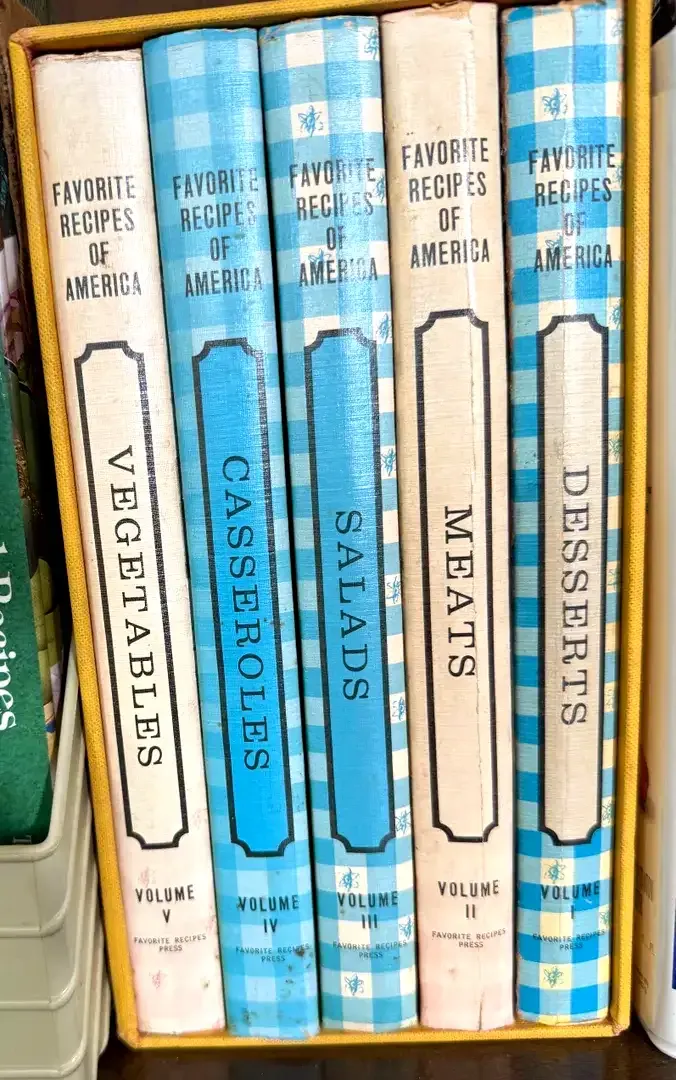 FAVORITE
RECIPES
OF
AMERICA
VEGETABLES
VOLUME
V
FAVORITE RECIPES
PRESS
FAVORITE
RECIPES
OF
AMERICA
CASSEROLES
VOLUME
IV
FAVORITE RECIPES
PRESS
FAVORITE
RECIPES
OF
AMERICA
SALADS
VOLUME
III
FAVORITE RECIPES
PRESS
FAVORITE
RECIPES
OF
AMERICA
MEATS
VOLUME
II
FAVORITE RECIPES
PRESS
FAVORITE
RECIPES
OF
AMERICA
DESSERTS
VOLUME
I
FAVORITE RECIPES
PRESS